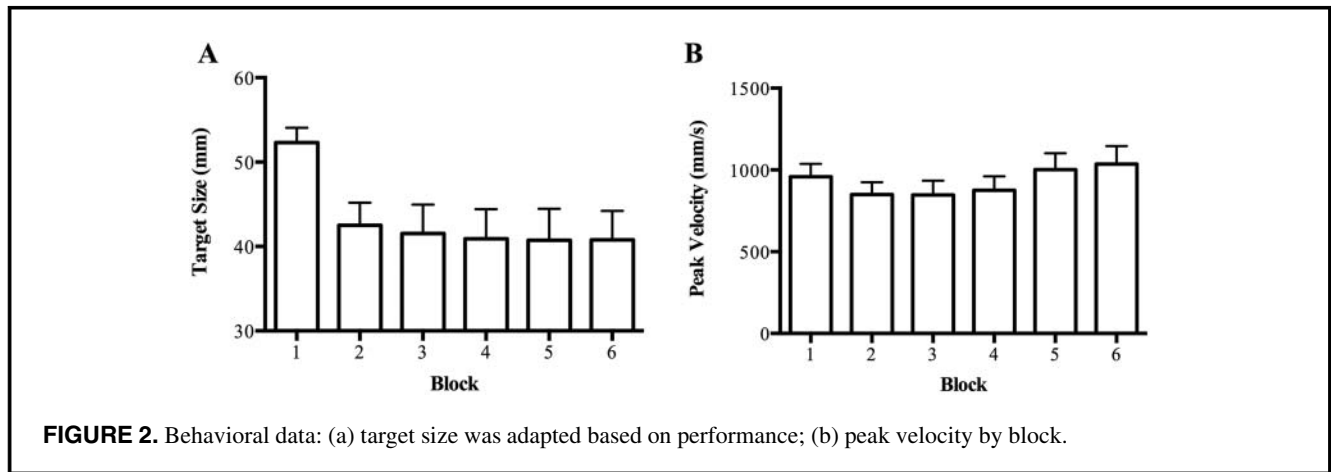 A
B
60
50
40
30
Target Size (mm)
1 2 3 4 5 6
Block
1500
1000
500
0
Peak Velocity (mm/s)
1 2 3 4 5 6
Block
FIGURE 2. Behavioral data: (a) target size was adapted based on performance; (b) peak velocity by block.